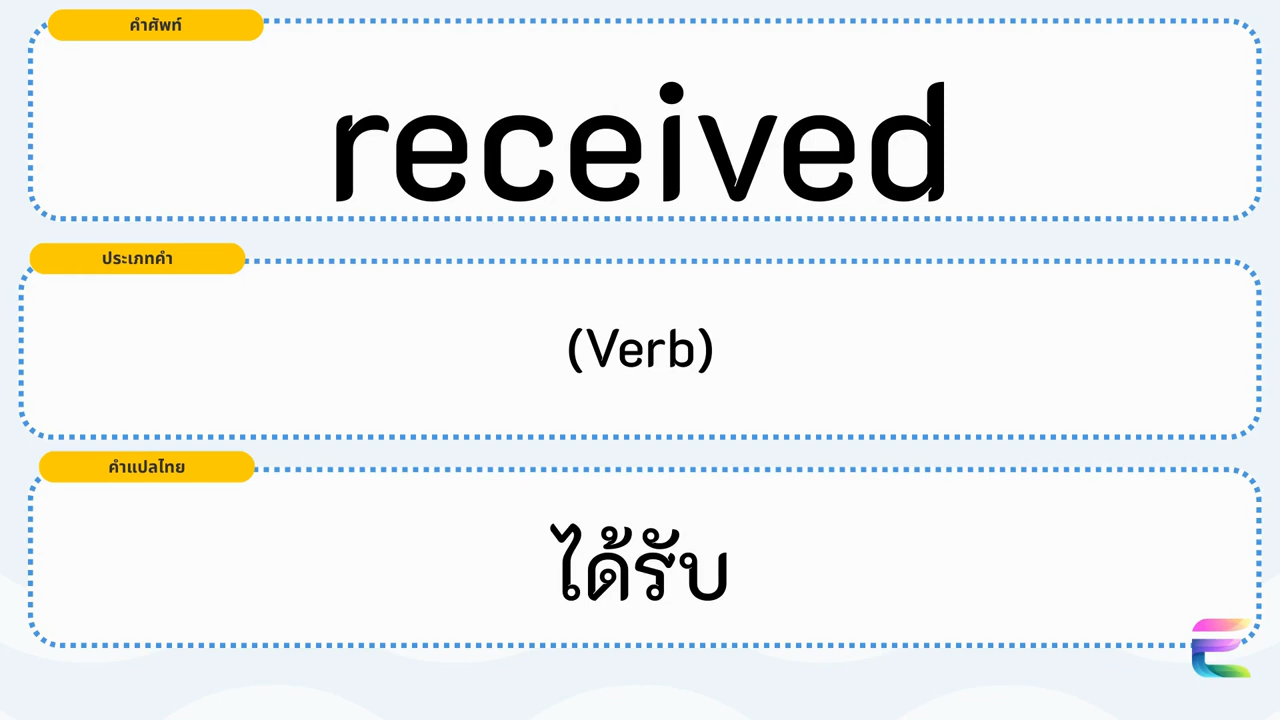 คำศัพท์
received
ประเภทคำ
(Verb)
คำแปลไทย
ได้รับ